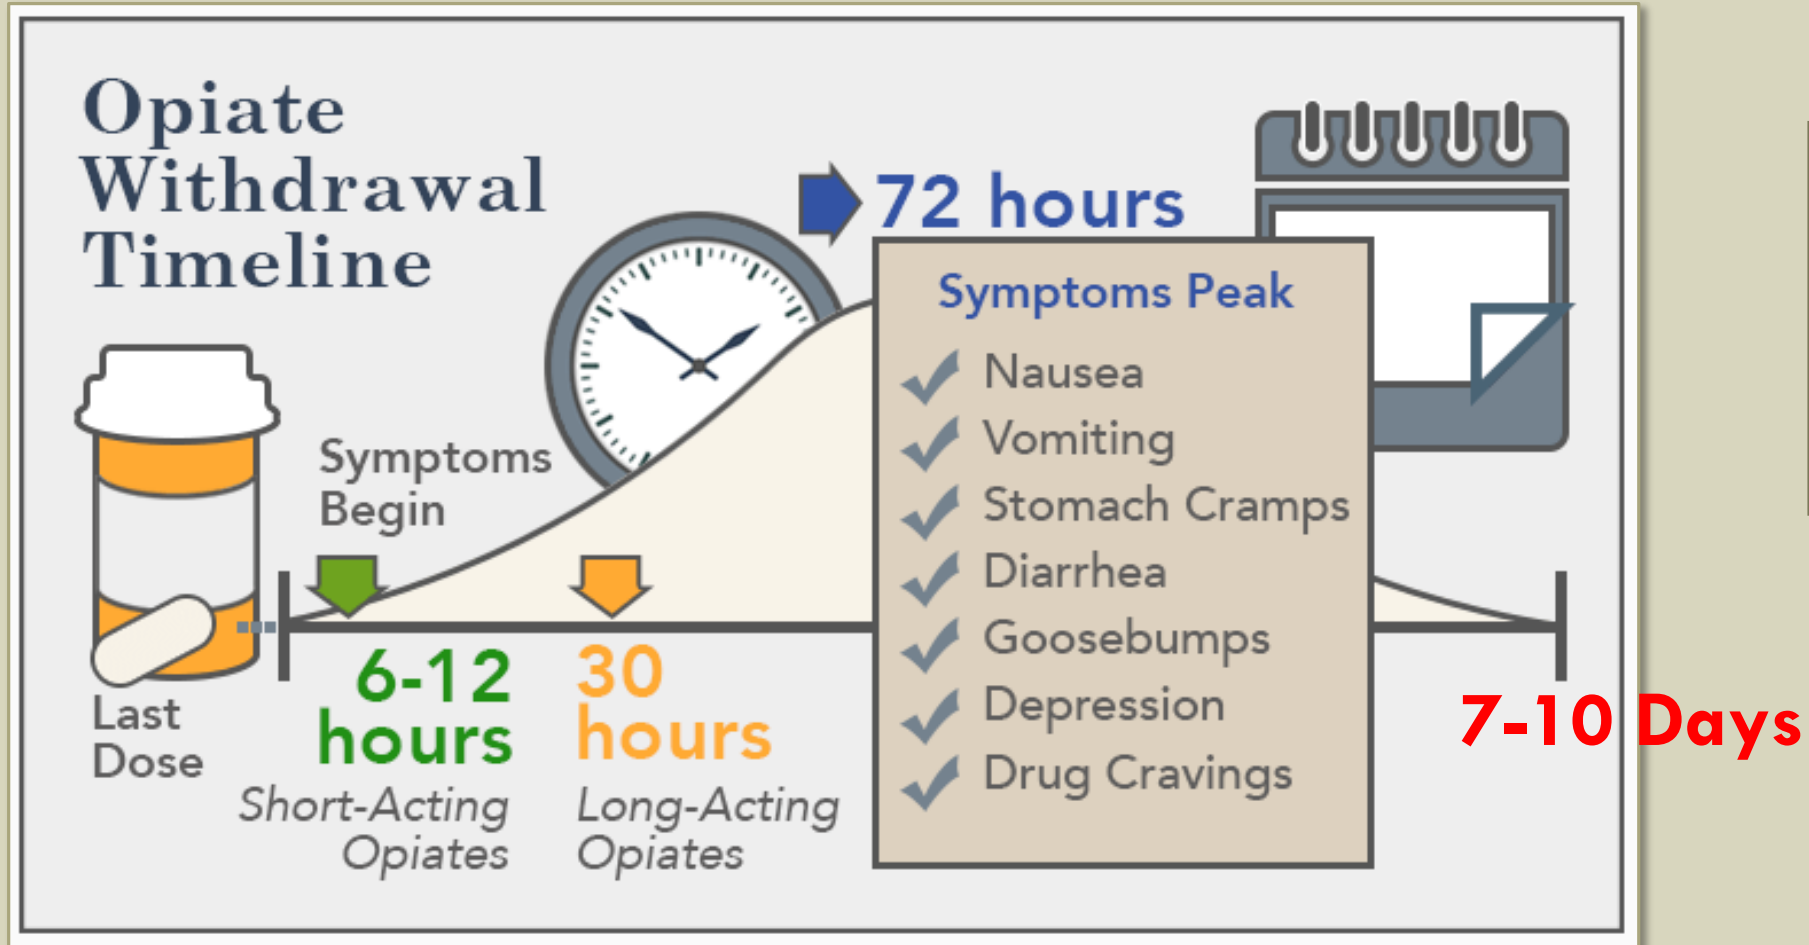 Opiate
Withdrawal
Timeline
72 hours
Symptoms Peak
Nausea
Vomiting
Stomach Cramps
Diarrhea
Goosebumps
Depression
Drug Cravings
Symptoms
Begin
Last
Dose
6-12
hours
Short-Acting
Opiates
30
hours
Long-Acting
Opiates
7-10 Days